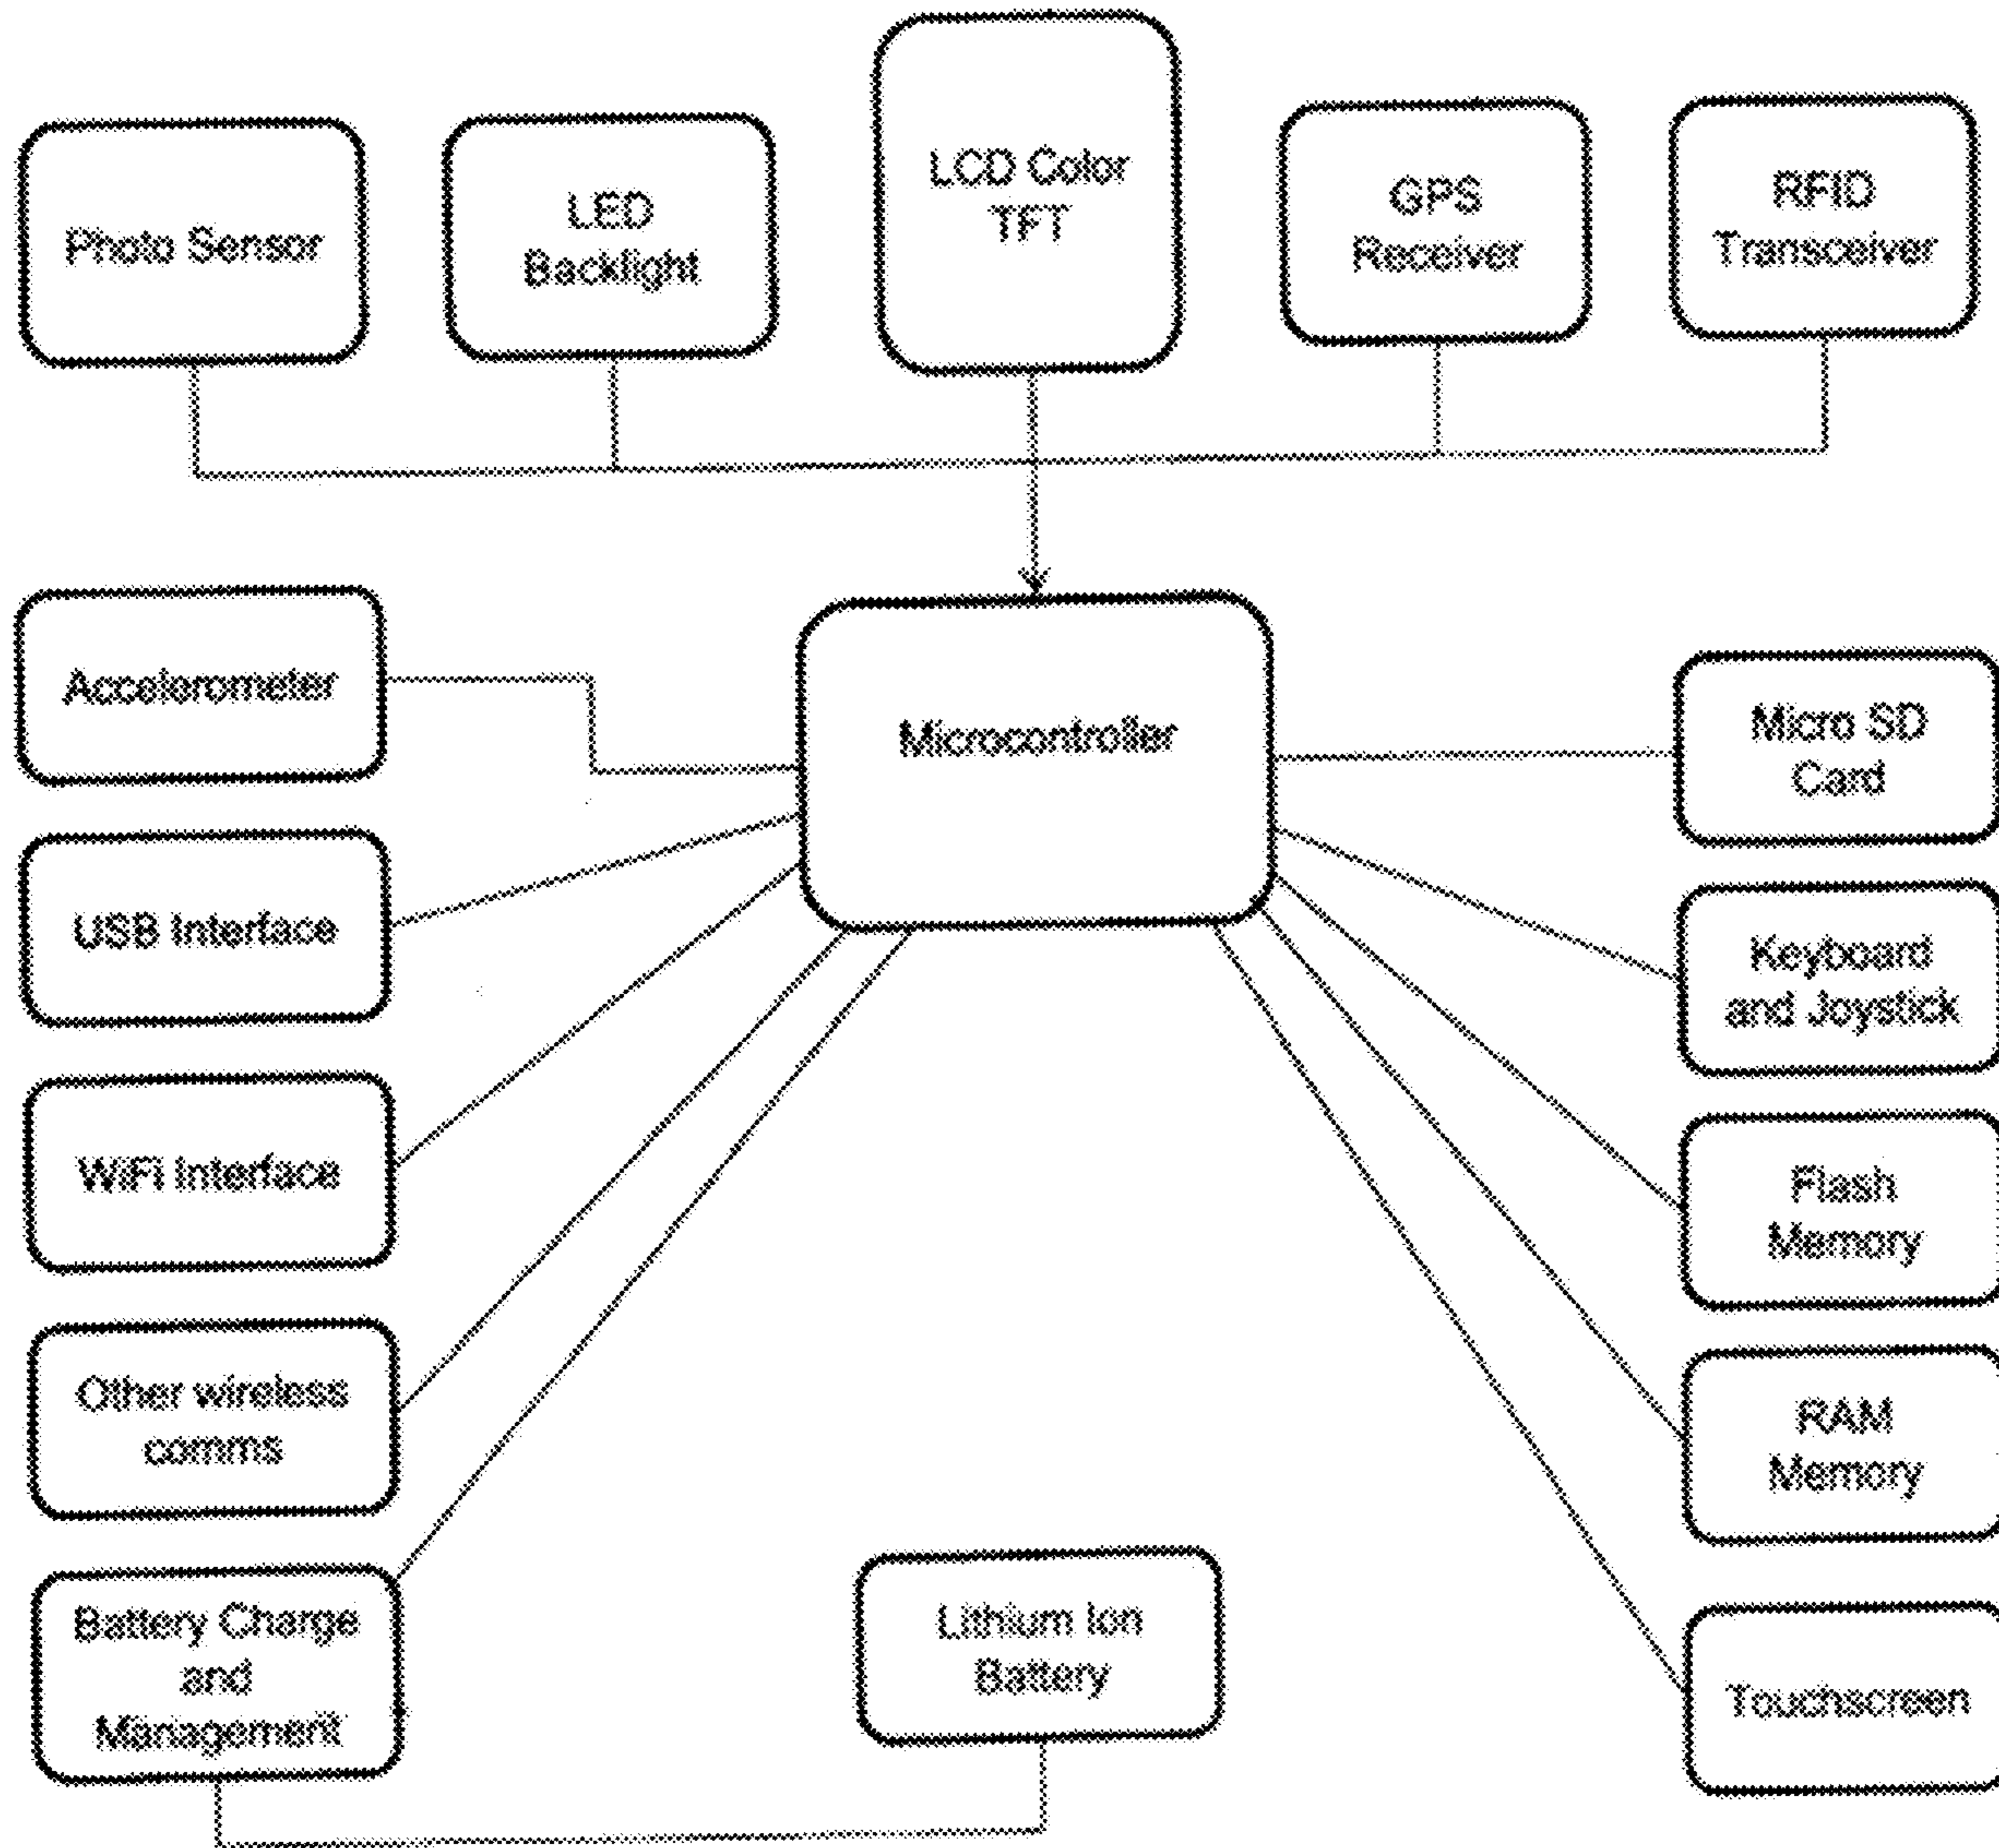 Photo Sensor
LED
Backlight
LCD Color
TFT
GPS
Receiver
RFID
Transceiver
Accelerometer
Microcontroller
Micro SD
Card
USB Interface
Keyboard
and Joystick
WiFi Interface
Flash
Memory
Other wireless
comms
RAM
Memory
Battery Charge
and
Management
Lithium Ion
Battery
Touchscreen